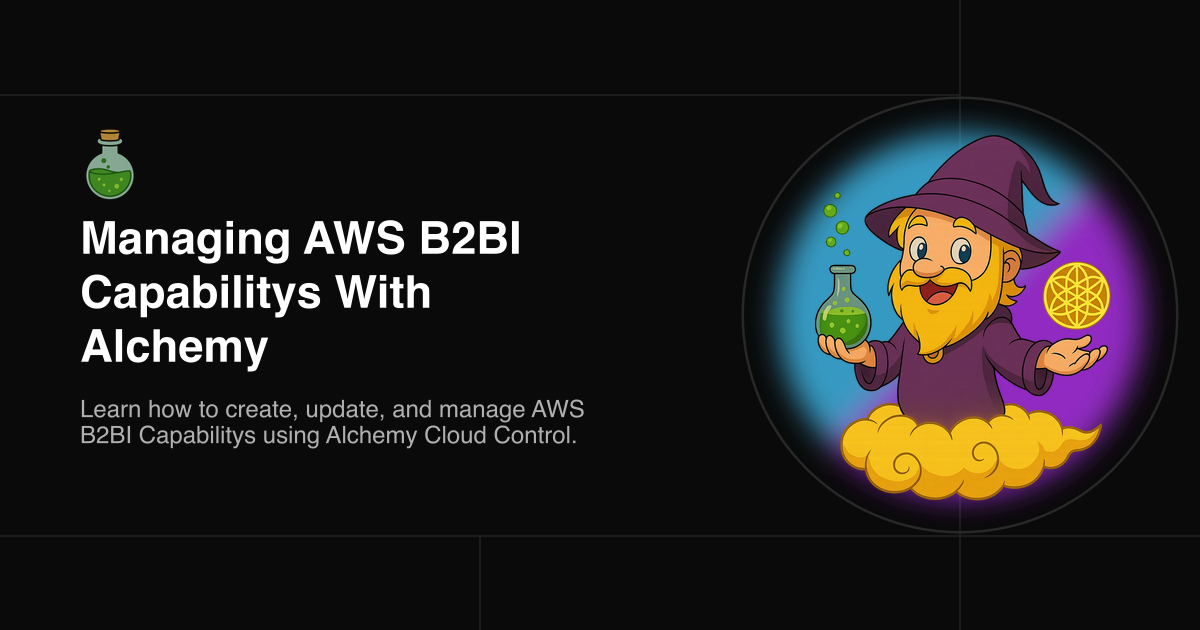 Managing AWS B2BI
Capabilitys With
Alchemy
Learn how to create, update, and manage AWS
B2BI Capabilitys using Alchemy Cloud Control.